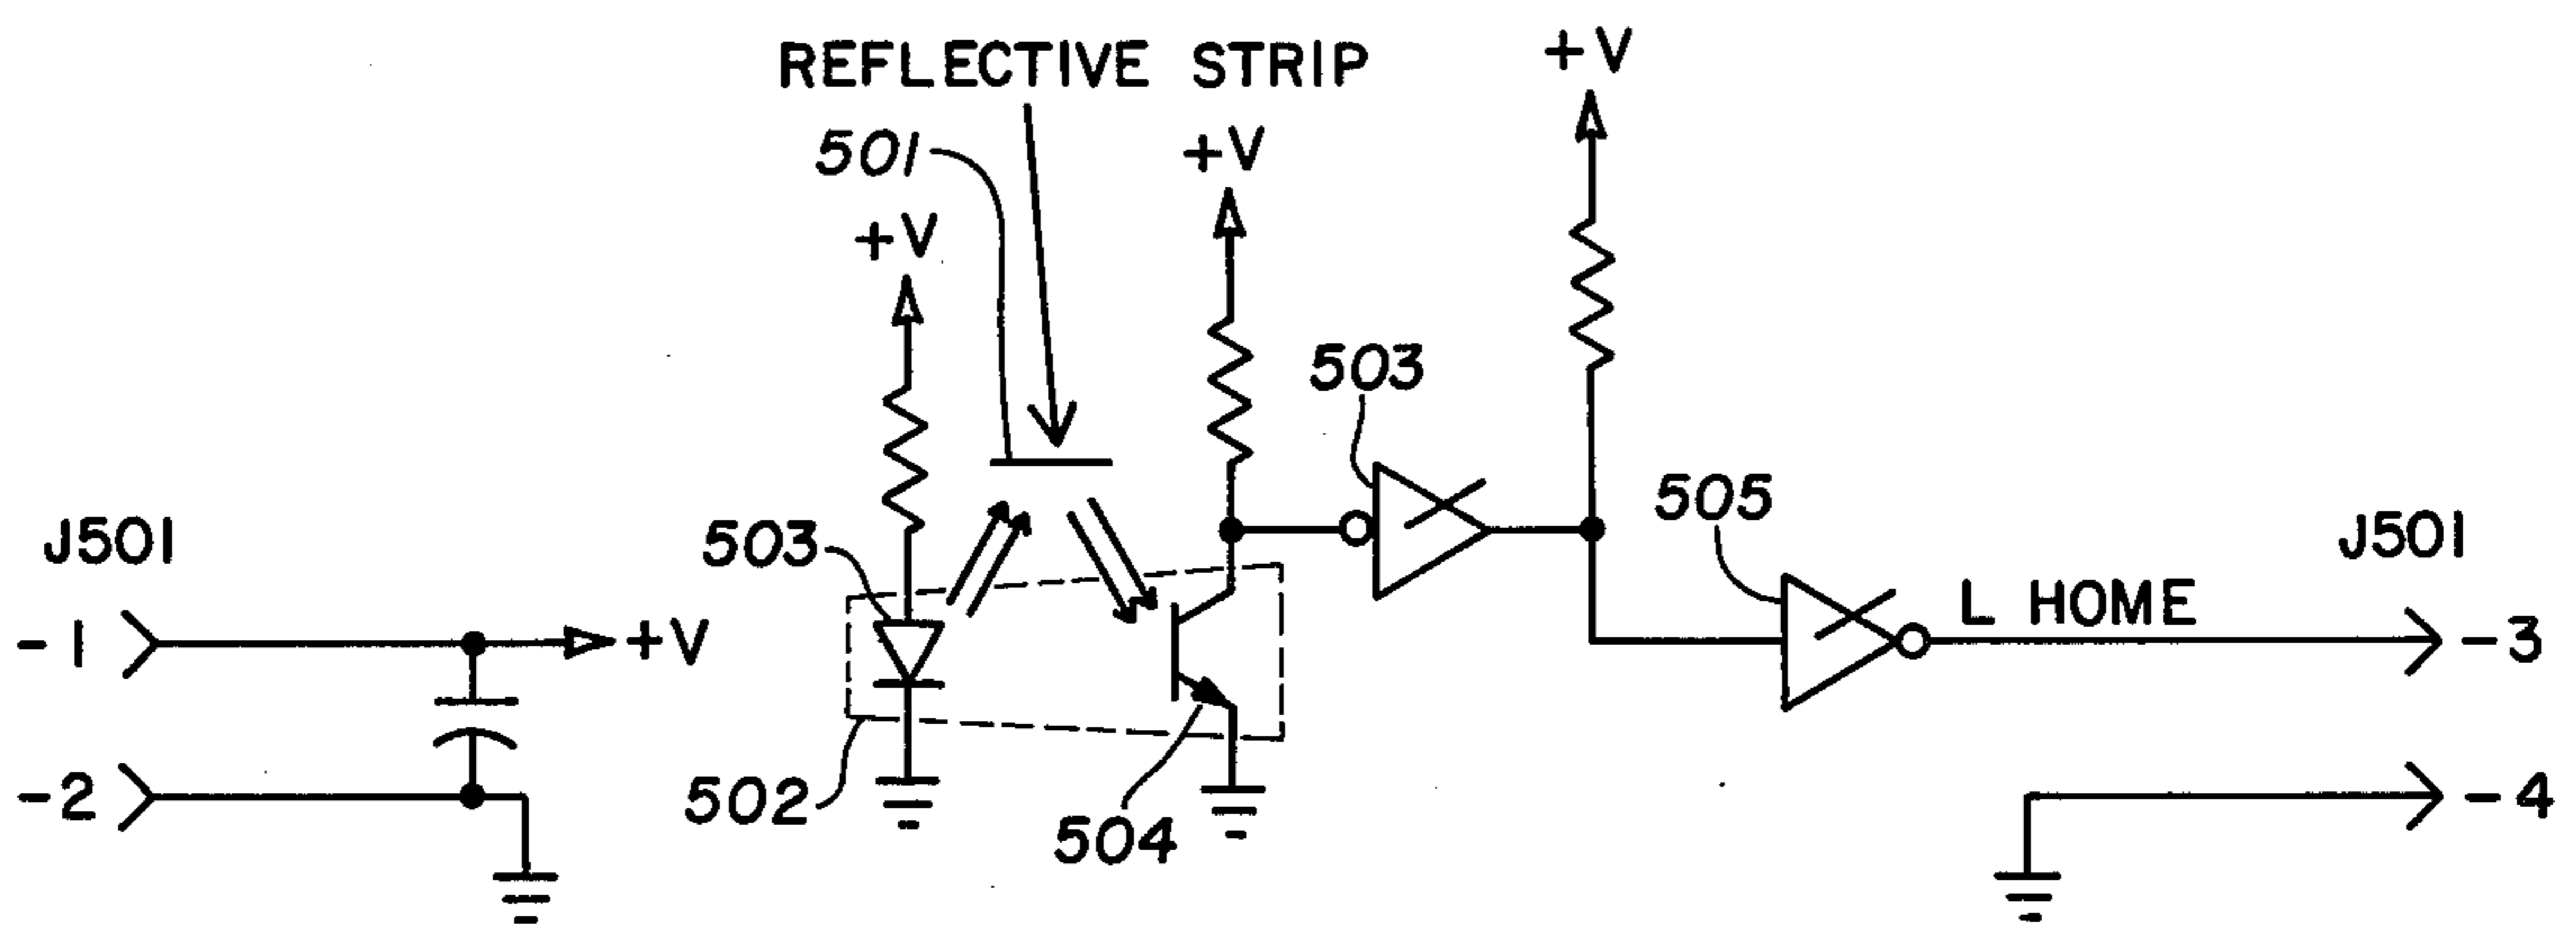 REFLECTIVE STRIP
+V
501
+V
+V
503
J501
503
505
J501
-1
+V
L HOME
-3
-2
502
504
-4